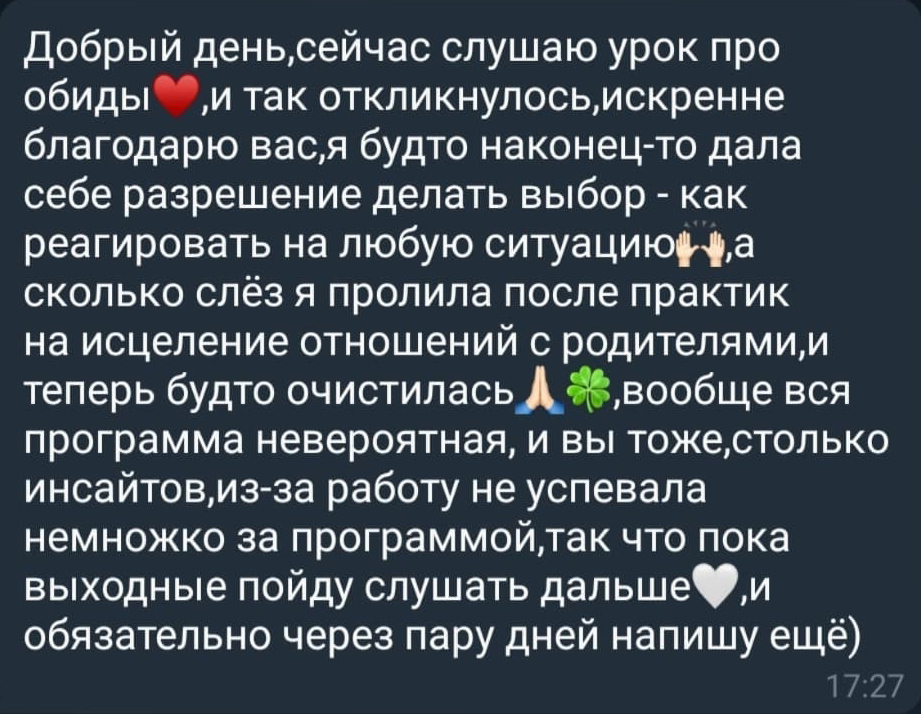 Добрый день,сейчас слушаю урок про
обиды♥️,и так откликнулось,искренне
благодарю вас,я будто наконец-то дала
себе разрешение делать выбор - как
реагировать на любую ситуацию🙌🏻,а
сколько слёз я пролила после практик
на исцеление отношений с родителями,и
теперь будто очистилась🙏🏻🍀,вообще вся
программа невероятная, и вы тоже,столько
инсайтов,из-за работу не успевала
немножко за программой,так что пока
выходные пойду слушать дальше🤍,и
обязательно через пару дней напишу ещё)
17:27